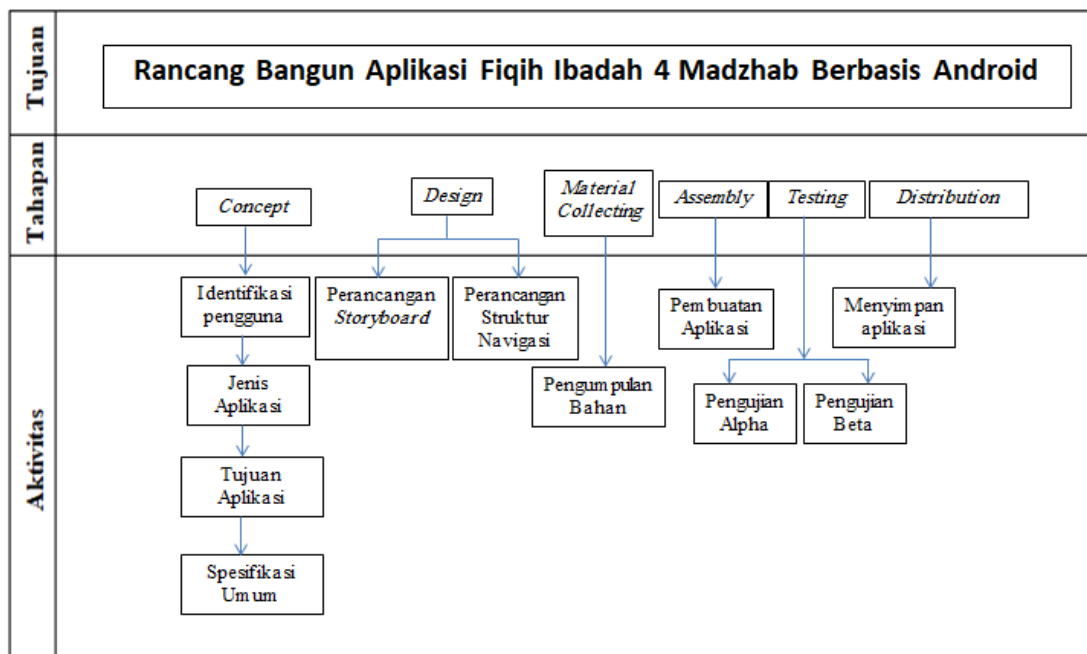 Tujuan
Rancang Bangun Aplikasi Fiqih Ibadah 4 Madzhab Berbasis Android
Tahapan
Concept
Design
Material
Collecting
Assembly
Testing
Distribution
Aktivitas
Identifikasi
pengguna
Jenis
Aplikasi
Tujuan
Aplikasi
Spesifikasi
Umum
Perancangan
Storyboard
Perancangan
Struktur
Navigasi
Pengumpulan
Bahan
Pembuatan
Aplikasi
Pengujian
Alpha
Pengujian
Beta
Menyimpan
aplikasi